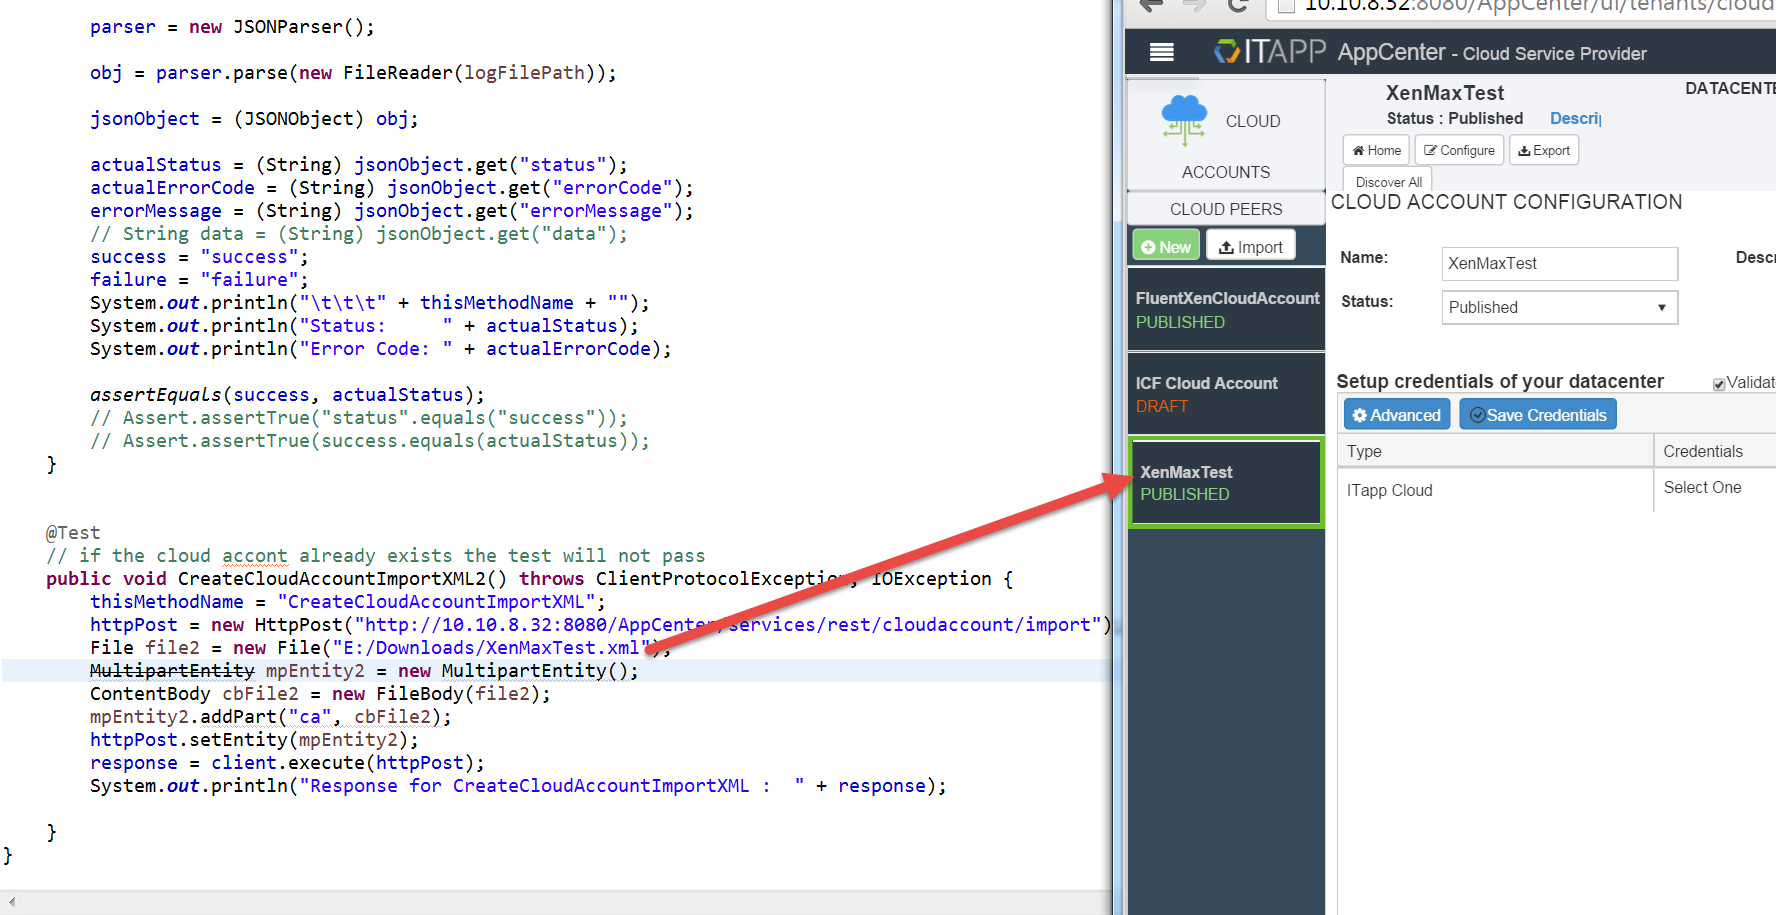 parser = new JSONParser();
obj = parser.parse(new FileReader(logFilePath));
jsonObject = (JSONObject) obj;
actualStatus = (String) jsonObject.get("status");
actualErrorCode = (String) jsonObject.get("errorCode");
errorMessage = (String) jsonObject.get("errorMessage");
// String data = (String) jsonObject.get("data");
success = "success";
failure = "failure";
System.out.println("\t\t\t" + thisMethodName + "");
System.out.println("Status:     " + actualStatus);
System.out.println("Error Code: " + actualErrorCode);
assertEquals(success, actualStatus);
// Assert.assertTrue("status".equals("success"));
// Assert.assertTrue(success.equals(actualStatus));
}
@Test
// if the cloud accont already exists the test will not pass
public void CreateCloudAccountImportXML2() throws ClientProtocolException, IOException {
thisMethodName = "CreateCloudAccountImportXML";
httpPost = new HttpPost("http://10.10.8.32:8080/AppCenter/services/rest/cloudaccount/import")
File file2 = new File("E:/Downloads/XenMaxTest.xml");
MultipartEntity mpEntity2 = new MultipartEntity();
ContentBody cbFile2 = new FileBody(file2);
mpEntity2.addPart("ca", cbFile2);
httpPost.setEntity(mpEntity2);
response = client.execute(httpPost);
System.out.println("Response for CreateCloudAccountImportXML :  " + response);
}
}
10.10.8.32:8080/AppCenter/ui/tenants/cloud
ITAPP AppCenter - Cloud Service Provider
CLOUD
ACCOUNTS
CLOUD PEERS
New Import
FluentXenCloudAccount
PUBLISHED
ICF Cloud Account
DRAFT
XenMaxTest
PUBLISHED
XenMaxTest
DATACENTE
Status : Published Descrip
Home Configure Export
Discover All
CLOUD ACCOUNT CONFIGURATION
Name: XenMaxTest Descr
Status: Published
Setup credentials of your datacenter Validat
Advanced Save Credentials
Type Credentials
ITapp Cloud Select One